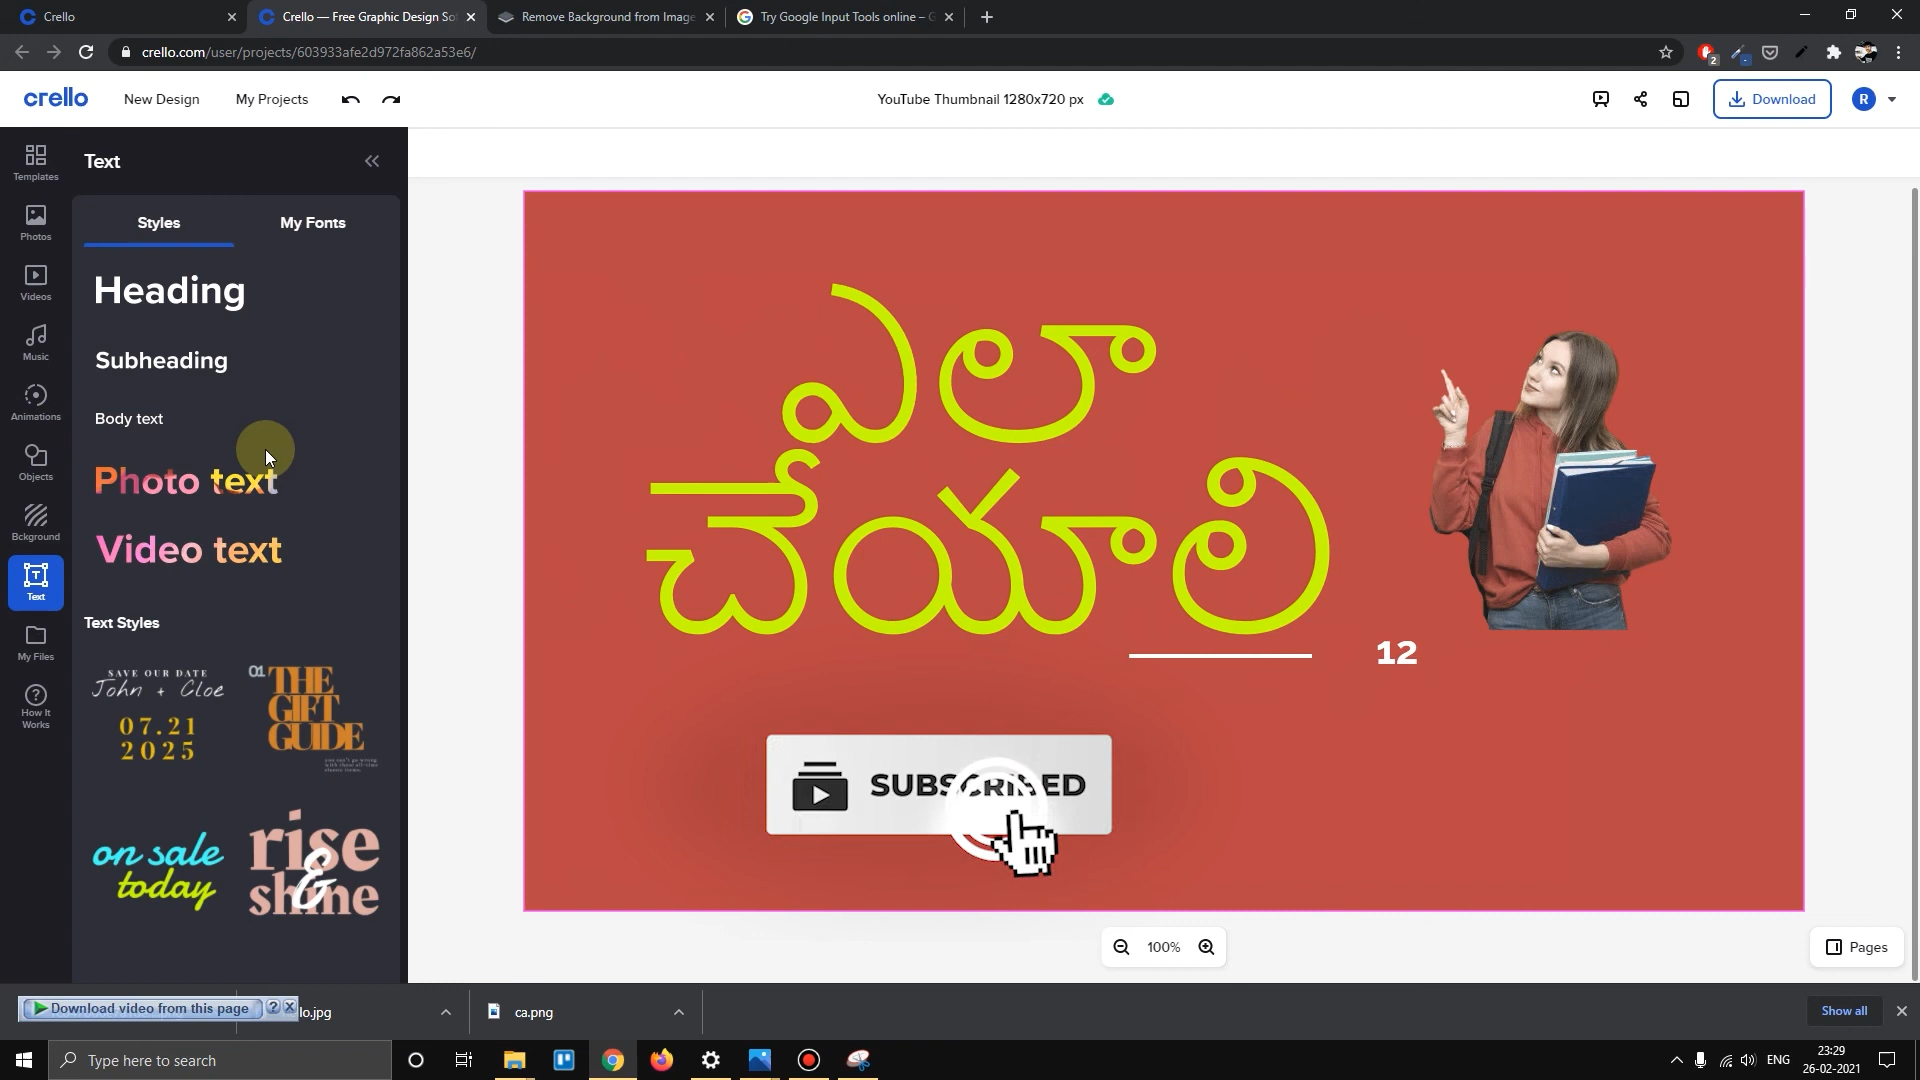 Crello
Crello — Free Graphic Design So
Remove Background from Image
Try Google Input Tools online – G
crello.com/user/projects/603933afe2d972fa862a53e6/
2
crello
New Design
My Projects
YouTube Thumbnail 1280x720 px
Download
R
Templates
Photos
Videos
Music
Animations
Objects
Bckground
Text
My Files
How It
Works
Text
Styles
My Fonts
Heading
Subheading
Body text
Photo text
Video text
Text Styles
SAVE OUR DATE
John + Cloe
07.21
2025
01 THE
GIFT
GUIDE
on sale
today
rise
&
shine
ఎలా
చేయాలి
12
SUBSCRIBED
100%
Pages
Download video from this page
?
lo.jpg
ca.png
Show all
Type here to search
ENG
23:29
26-02-2021